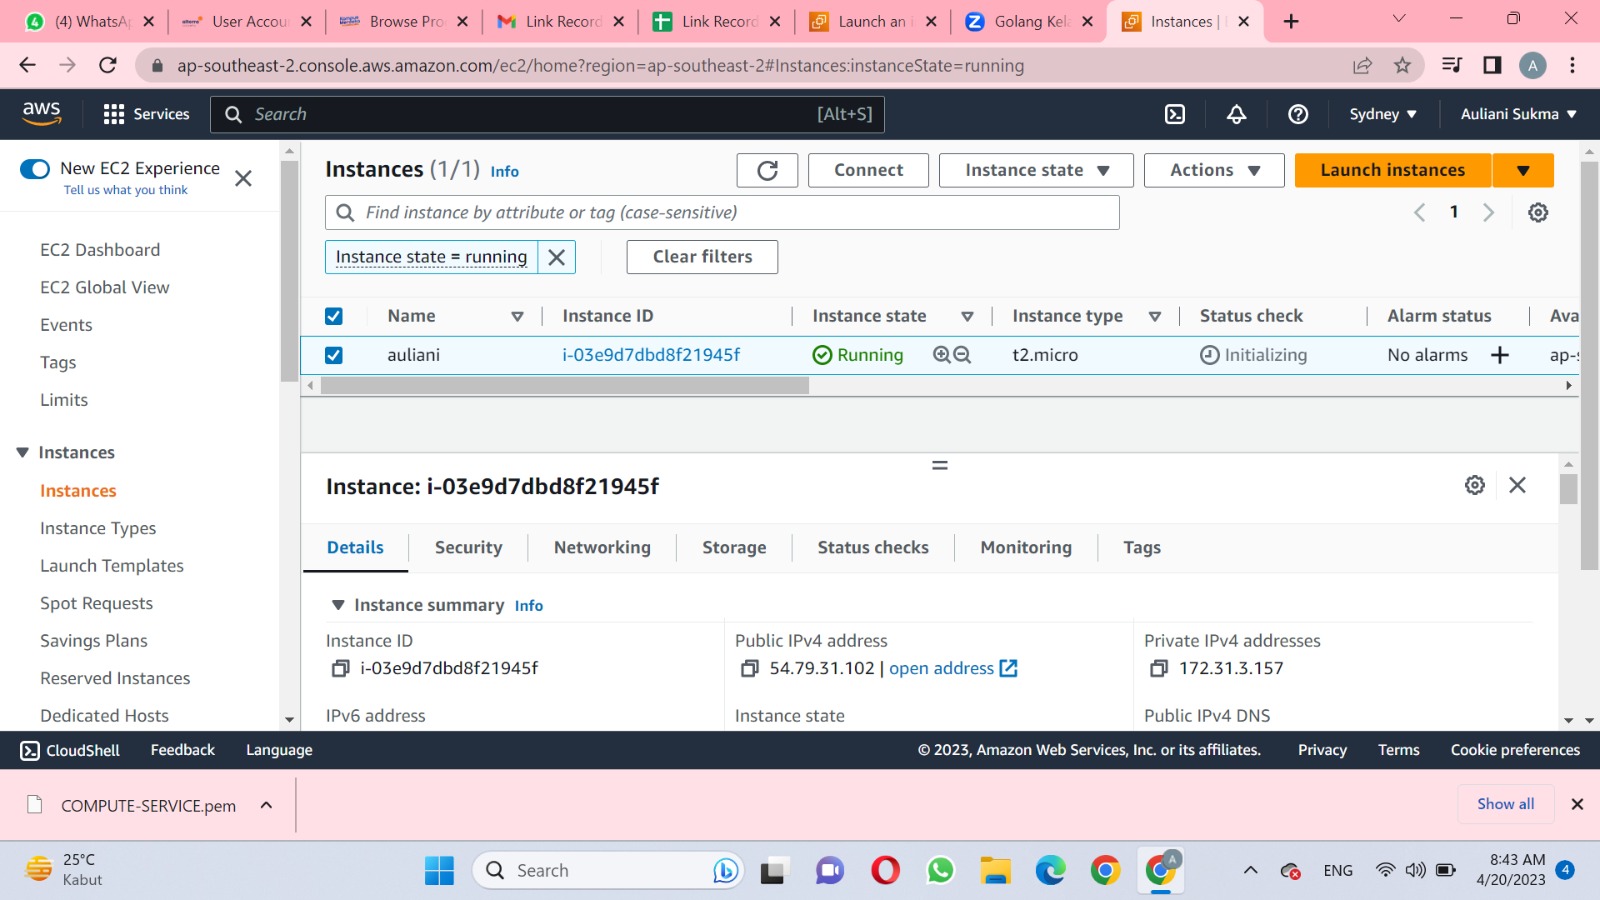 (4) WhatsA
User Accou
Browse Pro
Link Record
Link Record
Launch an i
Golang Kela
Instances |
ap-southeast-2.console.aws.amazon.com/ec2/home?region=ap-southeast-2#Instances:instanceState=running
A
aws
Services
Search
[Alt+S]
Sydney
Auliani Sukma
New EC2 Experience
Tell us what you think
EC2 Dashboard
EC2 Global View
Events
Tags
Limits
Instances
Instances
Instance Types
Launch Templates
Spot Requests
Savings Plans
Reserved Instances
Dedicated Hosts
Instances (1/1) Info
Connect
Instance state
Actions
Launch instances
Find instance by attribute or tag (case-sensitive)
1
Instance state = running
Clear filters
Name Instance ID Instance state Instance type Status check Alarm status Ava
auliani i-03e9d7dbd8f21945f Running t2.micro Initializing No alarms ap-s
Instance: i-03e9d7dbd8f21945f
Details Security Networking Storage Status checks Monitoring Tags
Instance summary Info
Instance ID
i-03e9d7dbd8f21945f
Public IPv4 address
54.79.31.102 | open address
Private IPv4 addresses
172.31.3.157
IPv6 address
Instance state
Public IPv4 DNS
CloudShell Feedback Language
© 2023, Amazon Web Services, Inc. or its affiliates. Privacy Terms Cookie preferences
COMPUTE-SERVICE.pem
Show all
25°C
Kabut
Search
A
ENG
8:43 AM
4/20/2023
4